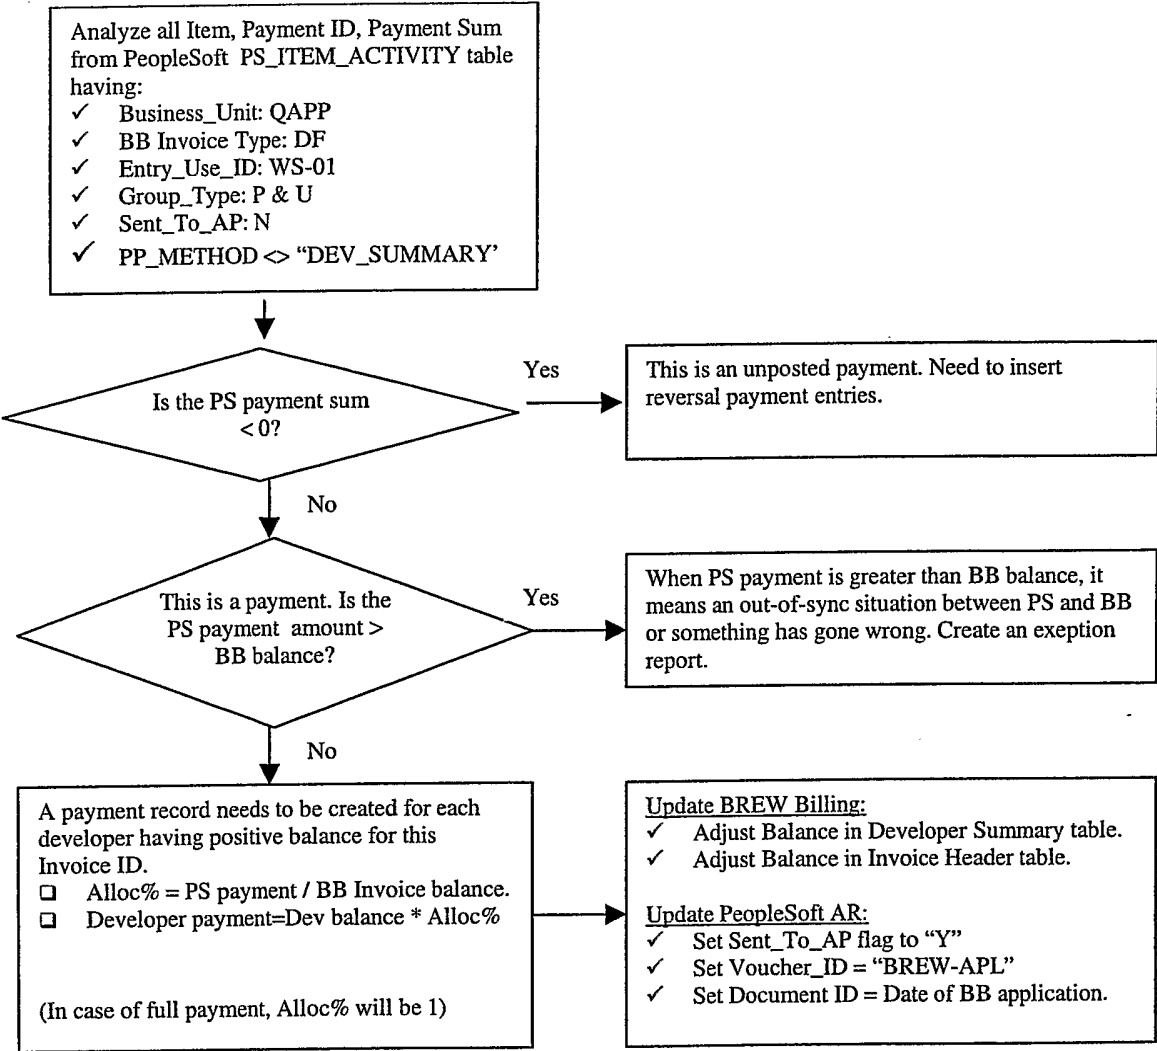 Analyze all Item, Payment ID, Payment Sum
from PeopleSoft PS_ITEM_ACTIVITY table
having:
✓ Business_Unit: QAPP
✓ BB Invoice Type: DF
✓ Entry_Use_ID: WS-01
✓ Group_Type: P & U
✓ Sent_To_AP: N
✓ PP_METHOD <> “DEV_SUMMARY’
Is the PS payment sum
< 0?
Yes
This is an unposted payment. Need to insert
reversal payment entries.
No
This is a payment. Is the
PS payment amount >
BB balance?
Yes
When PS payment is greater than BB balance, it
means an out-of-sync situation between PS and BB
or something has gone wrong. Create an exeption
report.
No
A payment record needs to be created for each
developer having positive balance for this
Invoice ID.
❑ Alloc% = PS payment / BB Invoice balance.
❑ Developer payment=Dev balance * Alloc%
(In case of full payment, Alloc% will be 1)
Update BREW Billing:
✓ Adjust Balance in Developer Summary table.
✓ Adjust Balance in Invoice Header table.
Update PeopleSoft AR:
✓ Set Sent_To_AP flag to “Y”
✓ Set Voucher_ID = “BREW-APL”
✓ Set Document ID = Date of BB application.